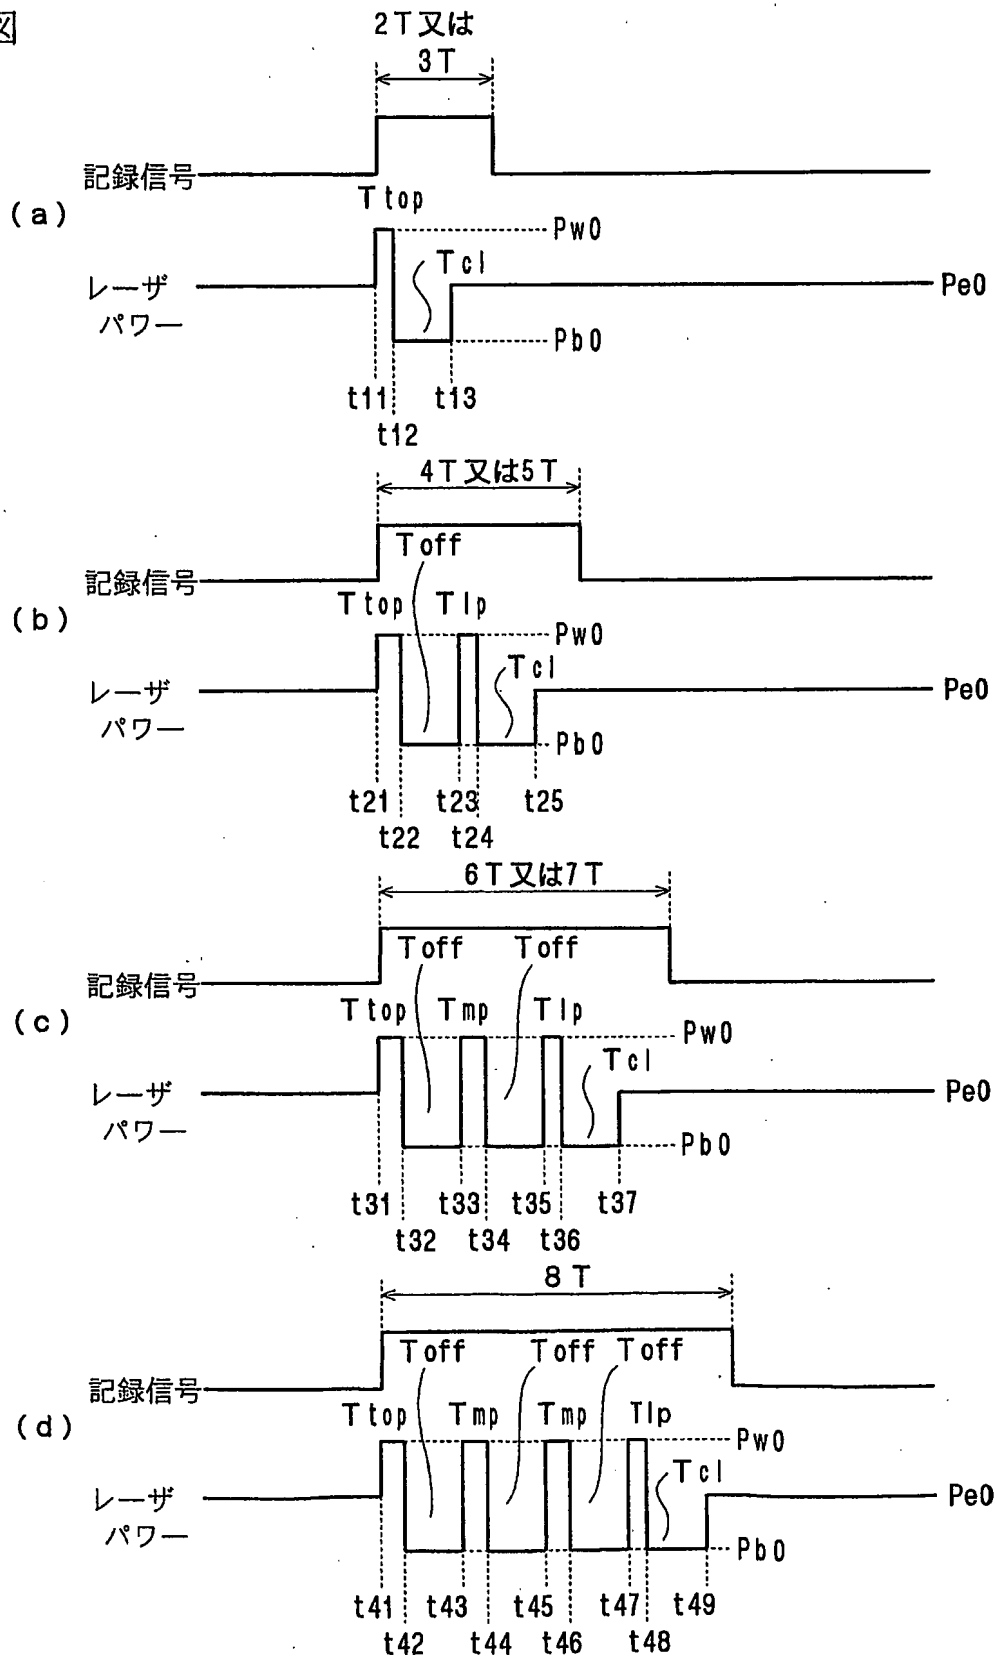 図
2T又は
3T
記録信号
(a)
Ttop
Pw0
Tcl
レーザ
パワー
Pe0
Pb0
t11
t13
t12
4T又は5T
Toff
記録信号
(b)
Ttop
Tlp
Pw0
Tcl
レーザ
パワー
Pe0
Pb0
t21
t23
t25
t22
t24
6T又は7T
Toff
Toff
記録信号
(c)
Ttop
Tmp
Tlp
Pw0
Tcl
レーザ
パワー
Pe0
Pb0
t31
t33
t35
t37
t32
t34
t36
8T
Toff
Toff
Toff
記録信号
(d)
Ttop
Tmp
Tmp
Tlp
Pw0
Tcl
レーザ
パワー
Pe0
Pb0
t41
t43
t45
t47
t49
t42
t44
t46
t48